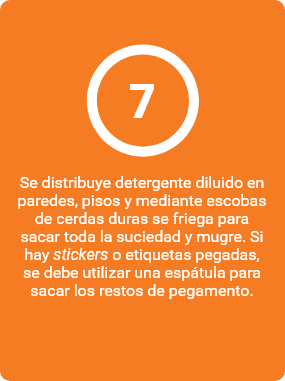 7
Se distribuye detergente diluido en
paredes, pisos y mediante escobas
de cerdas duras se friega para
sacar toda la suciedad y mugre. Si
hay stickers o etiquetas pegadas,
se debe utilizar una espátula para
sacar los restos de pegamento.